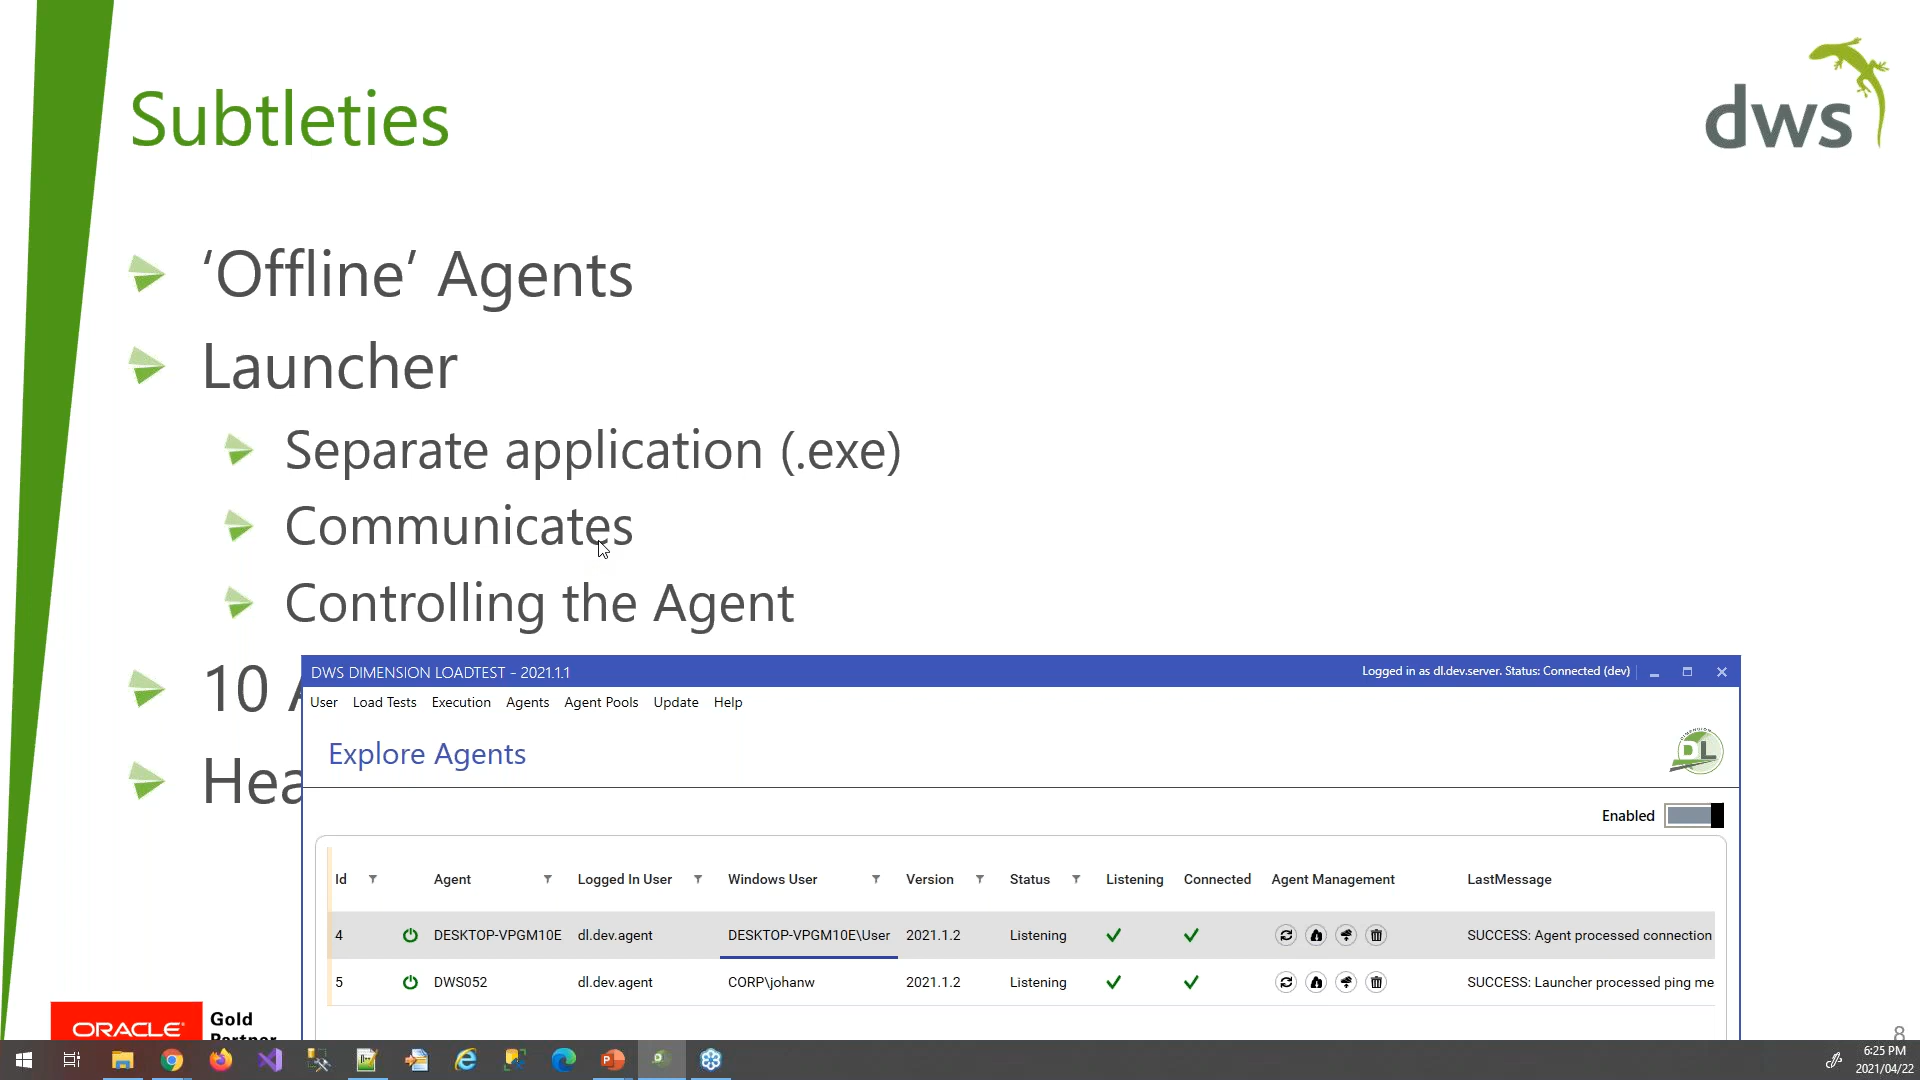 Subtleties
dws
‘Offline’ Agents
Launcher
Separate application (.exe)
Communicates
Controlling the Agent
10
DWS DIMENSION LOADTEST - 2021.1.1
Logged in as dl.dev.server. Status: Connected (dev)
User Load Tests Execution Agents Agent Pools Update Help
Explore Agents
DIMENSION
DL
Enabled
Id Agent Logged In User Windows User Version Status Listening Connected Agent Management LastMessage
4 DESKTOP-VPGM10E dl.dev.agent DESKTOP-VPGM10E\User 2021.1.2 Listening SUCCESS: Agent processed connection
5 DWS052 dl.dev.agent CORP\johanw 2021.1.2 Listening SUCCESS: Launcher processed ping me
ORACLE Gold
Partner
8
6:25 PM
2021/04/22